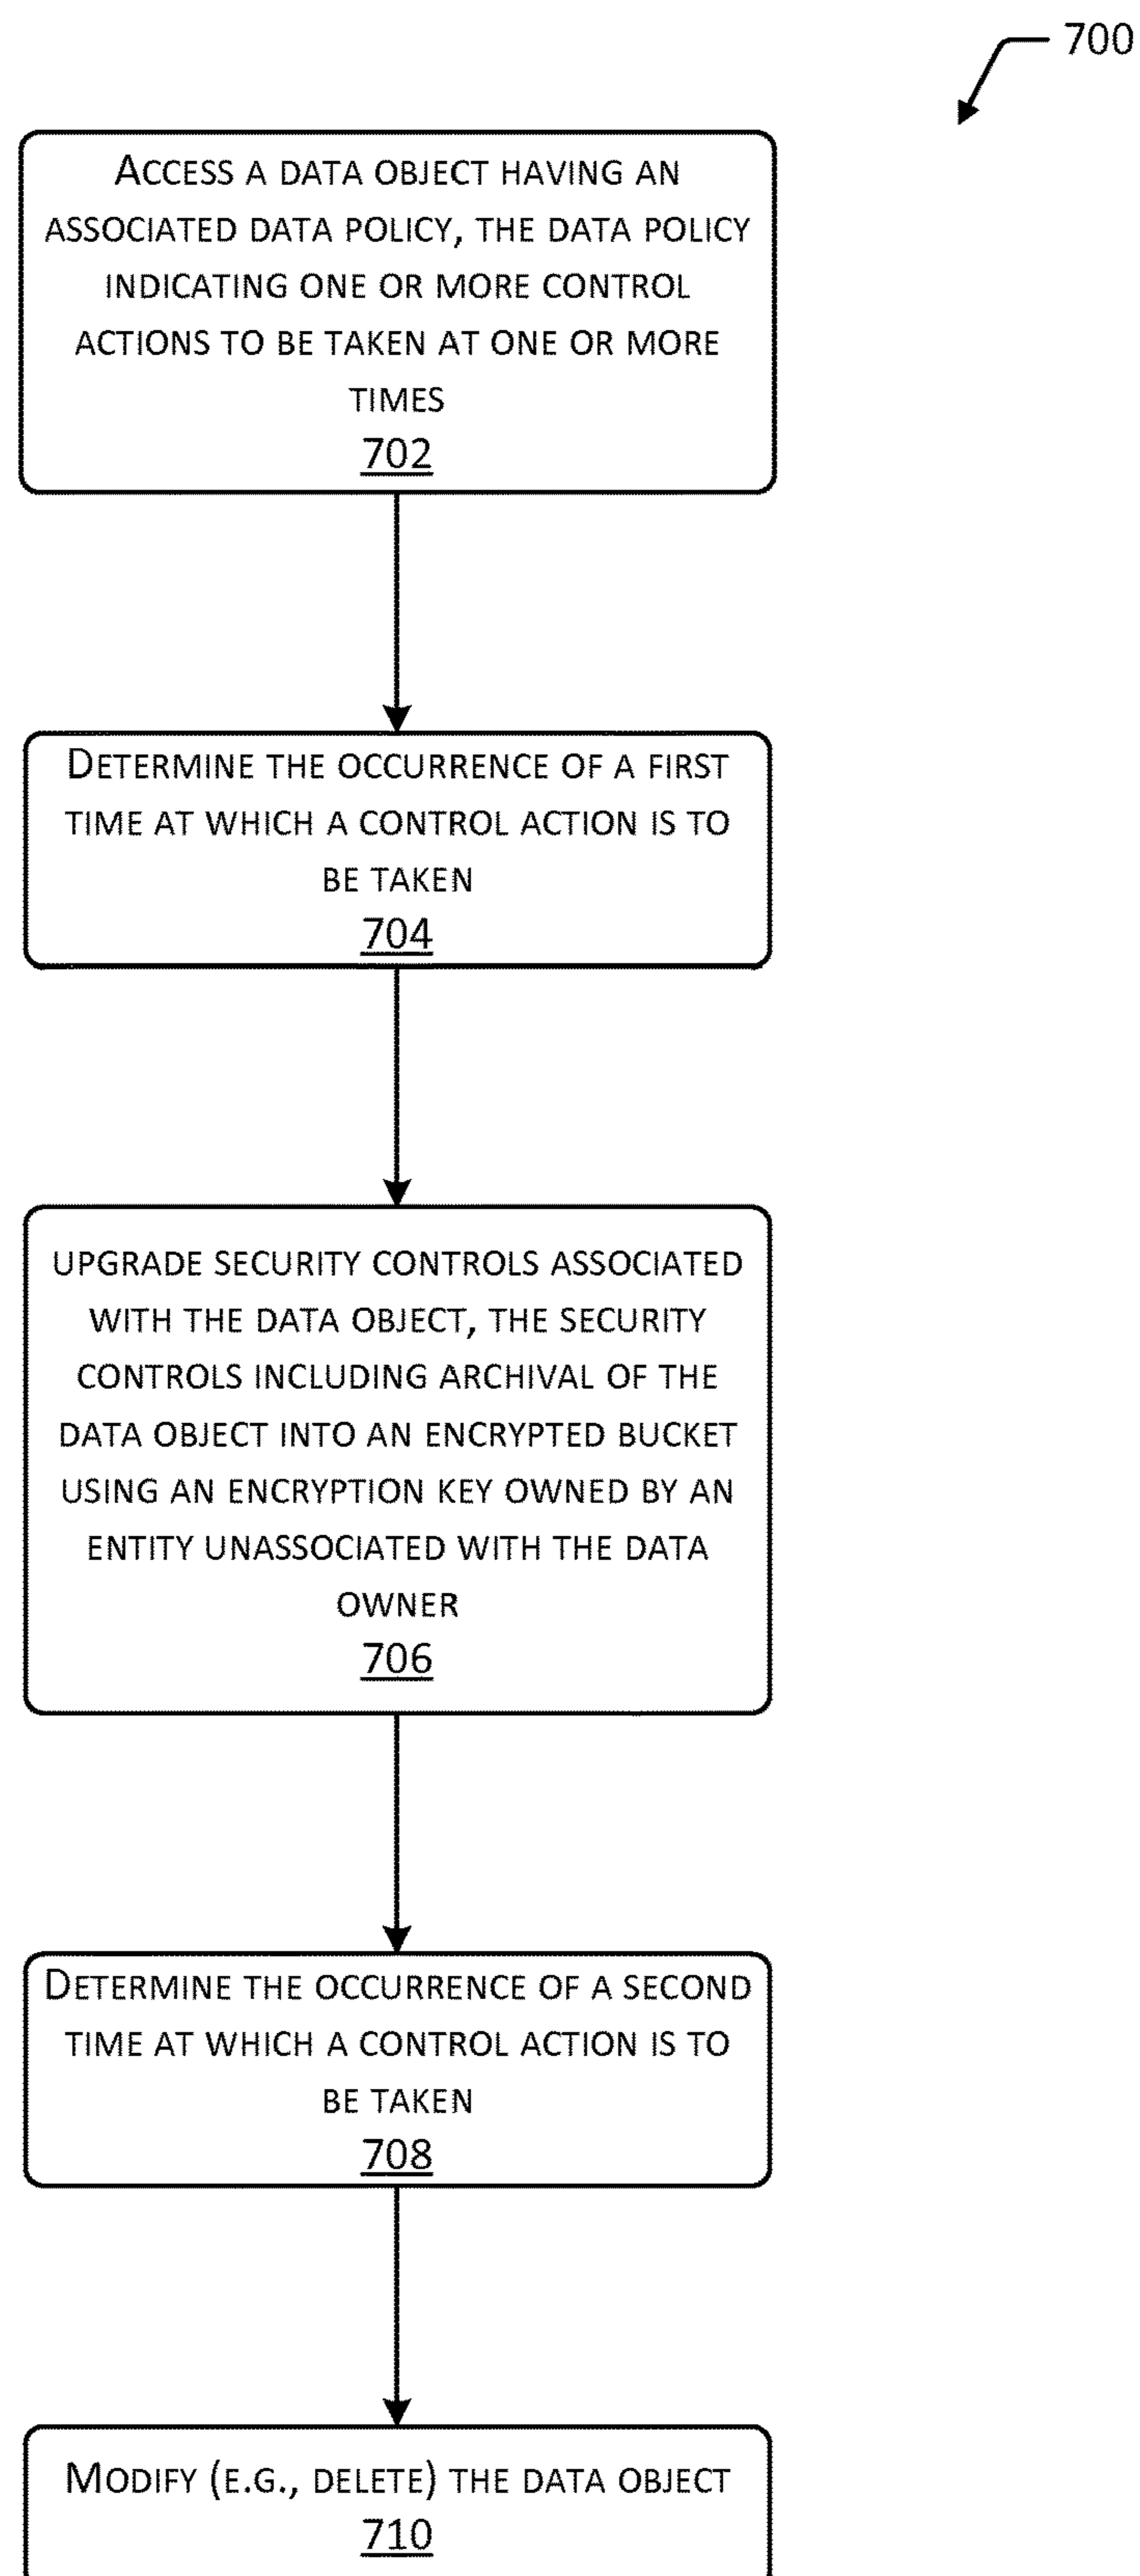 700
ACCESS A DATA OBJECT HAVING AN
ASSOCIATED DATA POLICY, THE DATA POLICY
INDICATING ONE OR MORE CONTROL
ACTIONS TO BE TAKEN AT ONE OR MORE
TIMES
702
DETERMINE THE OCCURRENCE OF A FIRST
TIME AT WHICH A CONTROL ACTION IS TO
BE TAKEN
704
UPGRADE SECURITY CONTROLS ASSOCIATED
WITH THE DATA OBJECT, THE SECURITY
CONTROLS INCLUDING ARCHIVAL OF THE
DATA OBJECT INTO AN ENCRYPTED BUCKET
USING AN ENCRYPTION KEY OWNED BY AN
ENTITY UNASSOCIATED WITH THE DATA
OWNER
706
DETERMINE THE OCCURRENCE OF A SECOND
TIME AT WHICH A CONTROL ACTION IS TO
BE TAKEN
708
MODIFY (E.G., DELETE) THE DATA OBJECT
710